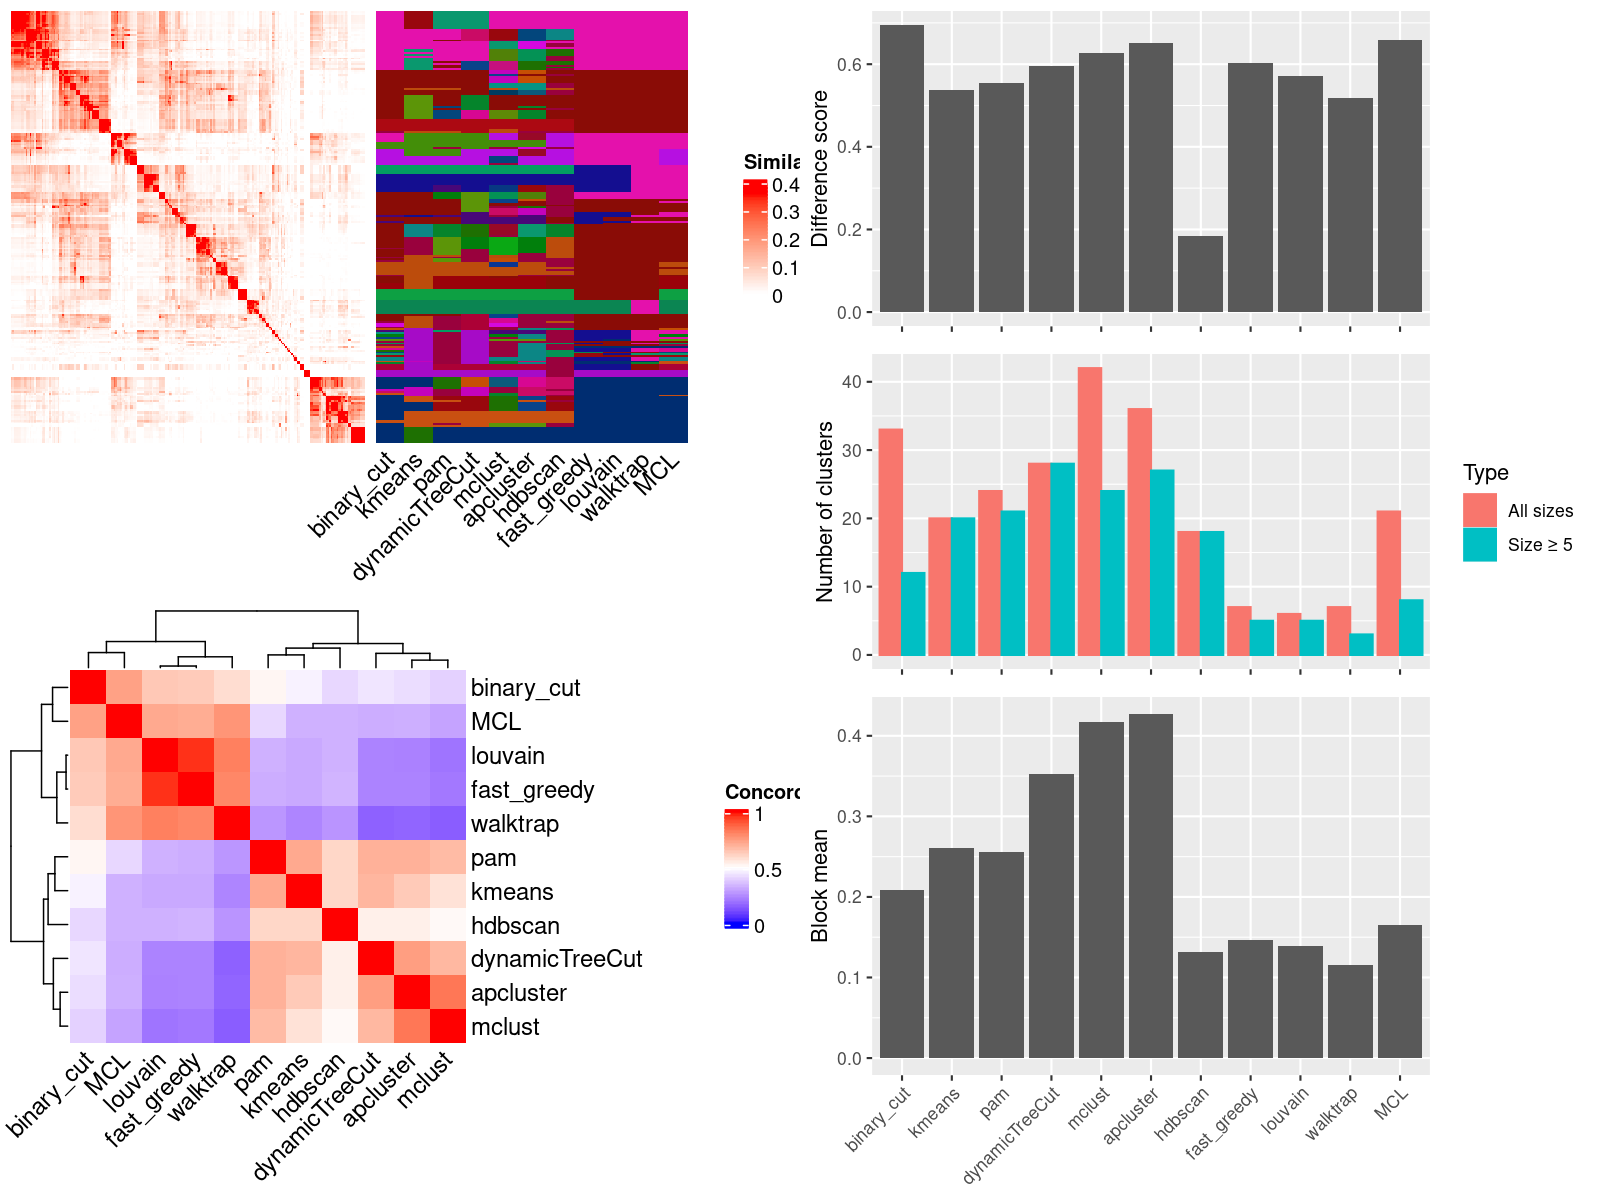 Simila
0.4
0.3
0.2
0.1
0
binary_cut
kmeans
pam
dynamicTreeCut
mclust
apcluster
hdbscan
fast_greedy
louvain
walktrap
MCL
binary_cut
MCL
louvain
fast_greedy
walktrap
pam
kmeans
hdbscan
dynamicTreeCut
apcluster
mclust
Concord
1
0.5
0
binary_cut
MCL
louvain
fast_greedy
walktrap
pam
kmeans
hdbscan
dynamicTreeCut
apcluster
mclust
Difference score
0.6
0.4
0.2
0.0
Number of clusters
40
30
20
10
0
Type
All sizes
Size ≥ 5
Block mean
0.4
0.3
0.2
0.1
0.0
binary_cut
kmeans
pam
dynamicTreeCut
mclust
apcluster
hdbscan
fast_greedy
louvain
walktrap
MCL